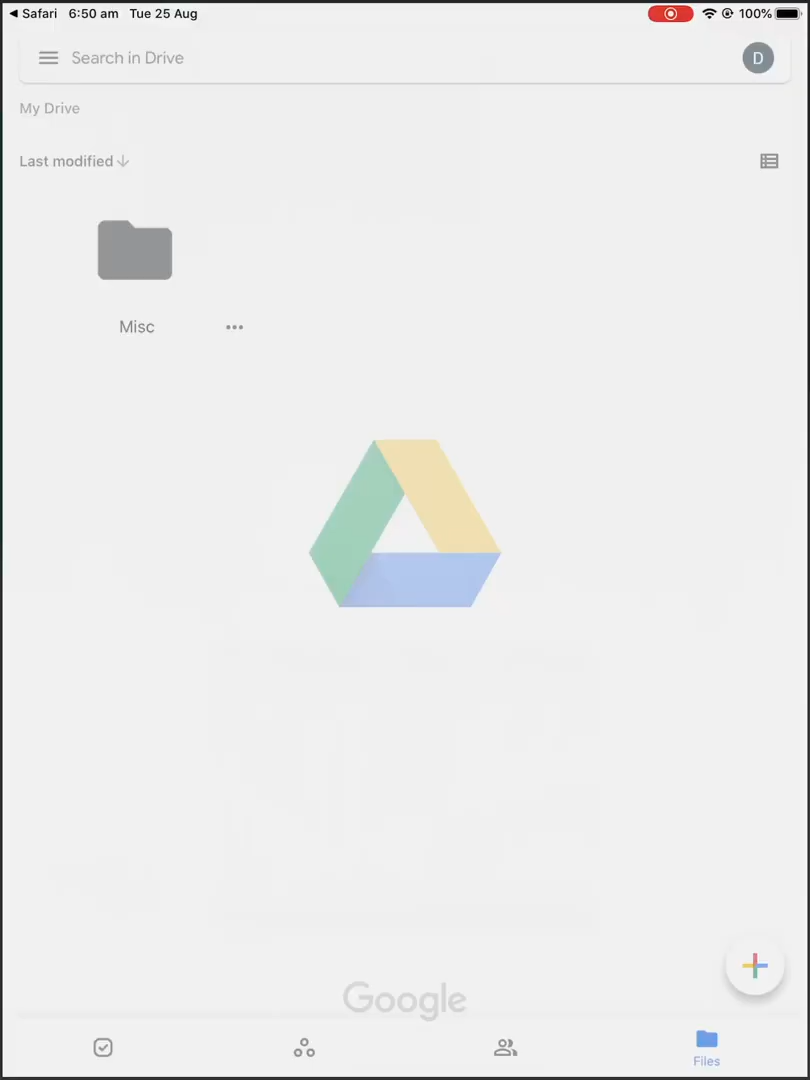 Safari 6:50 am Tue 25 Aug 100%
Search in Drive D
My Drive
Last modified
Misc
Google
Files